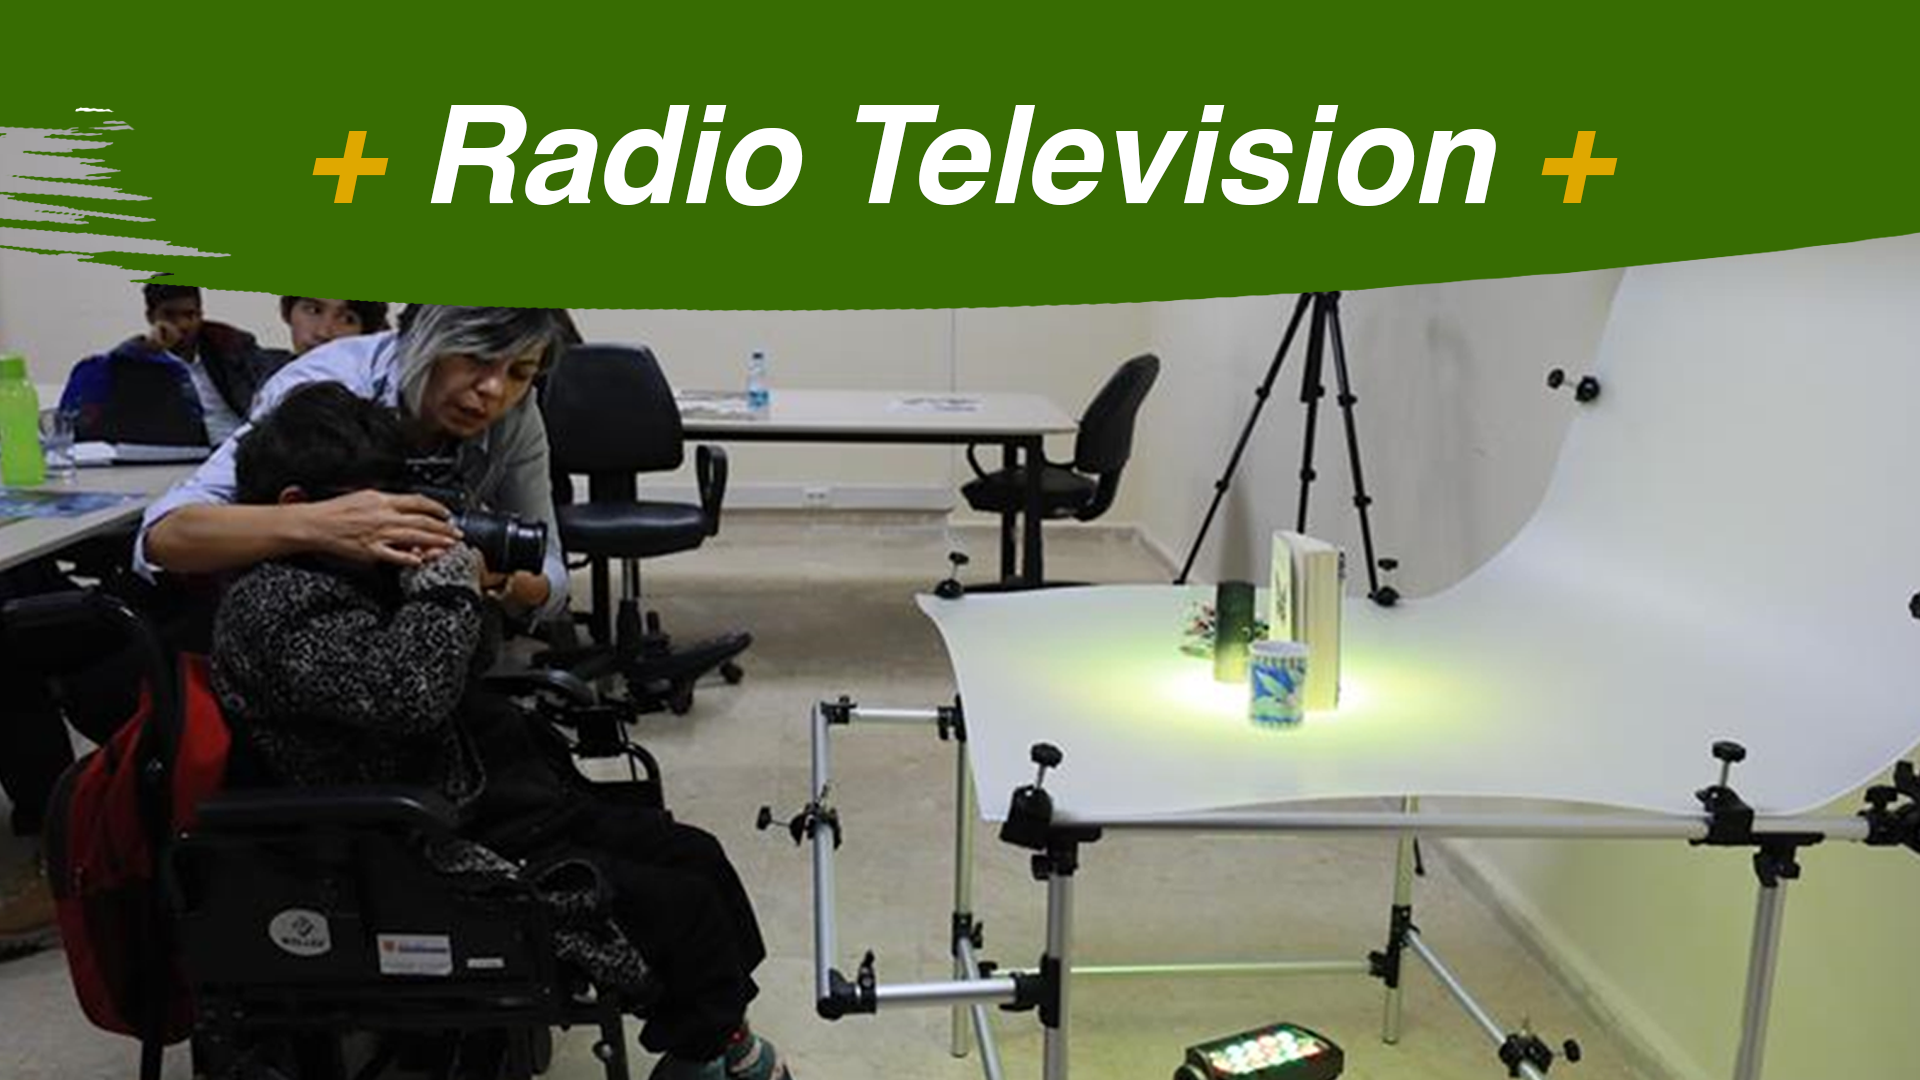 + Radio Television +